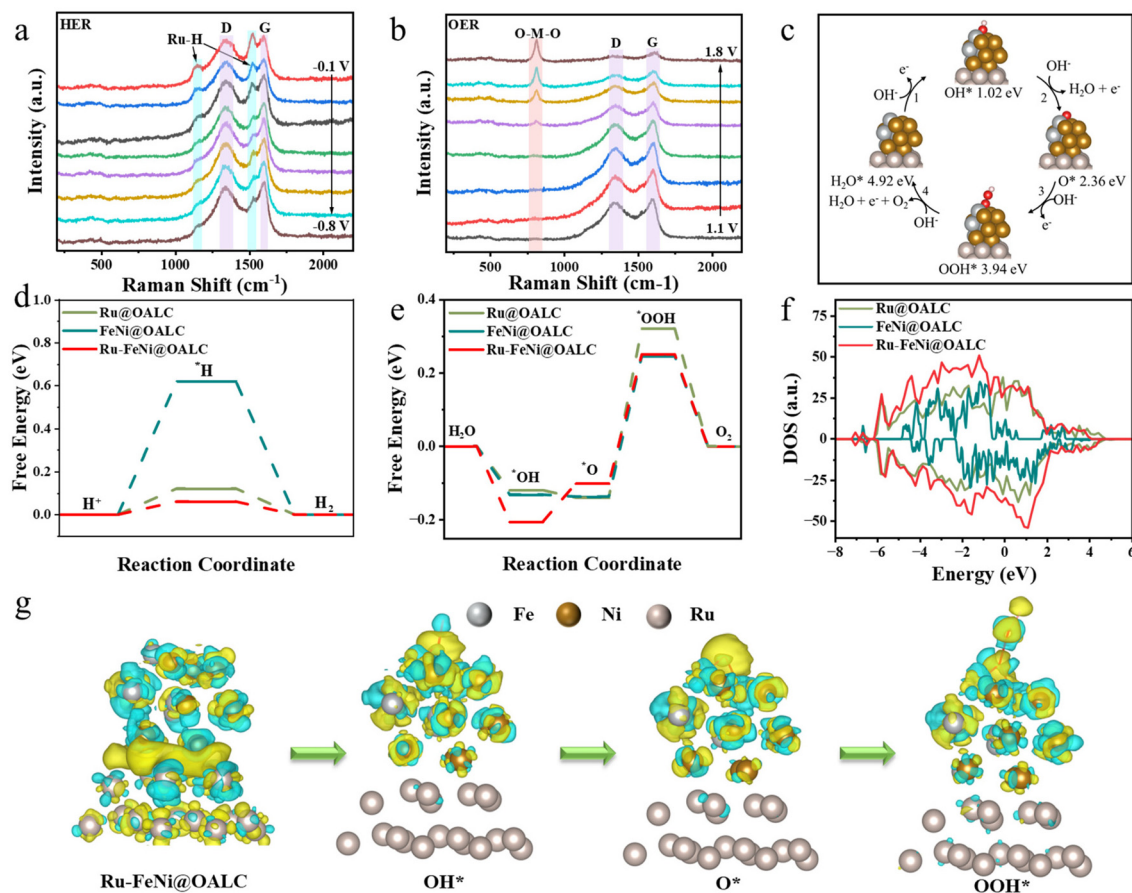 a
HER
Ru-H
D
G
-0.1 V
-0.8 V
Intensity (a.u.)
500
1000
1500
2000
Raman Shift (cm-1)
b
OER
O-M-O
D
G
1.8 V
1.1 V
Intensity (a.u.)
500
1000
1500
2000
Raman Shift (cm-1)
c
OH* 1.02 eV
e-
OH-
1
OH-
2
H2O + e-
H2O* 4.92 eV
O* 2.36 eV
H2O + e- + O2
4
OH-
3
OH-
e-
OOH* 3.94 eV
d
Ru@OALC
FeNi@OALC
Ru-FeNi@OALC
*H
H+
H2
Free Energy (eV)
1.0
0.8
0.6
0.4
0.2
0.0
Reaction Coordinate
e
Ru@OALC
FeNi@OALC
Ru-FeNi@OALC
*OOH
H2O
*OH
*O
O2
Free Energy (eV)
0.4
0.2
0.0
−0.2
Reaction Coordinate
f
Ru@OALC
FeNi@OALC
Ru-FeNi@OALC
DOS (a.u.)
50
25
0
−25
−50
−8
−6
−4
−2
0
2
4
6
Energy (eV)
g
Fe
Ni
Ru
Ru-FeNi@OALC
OH*
O*
OOH*